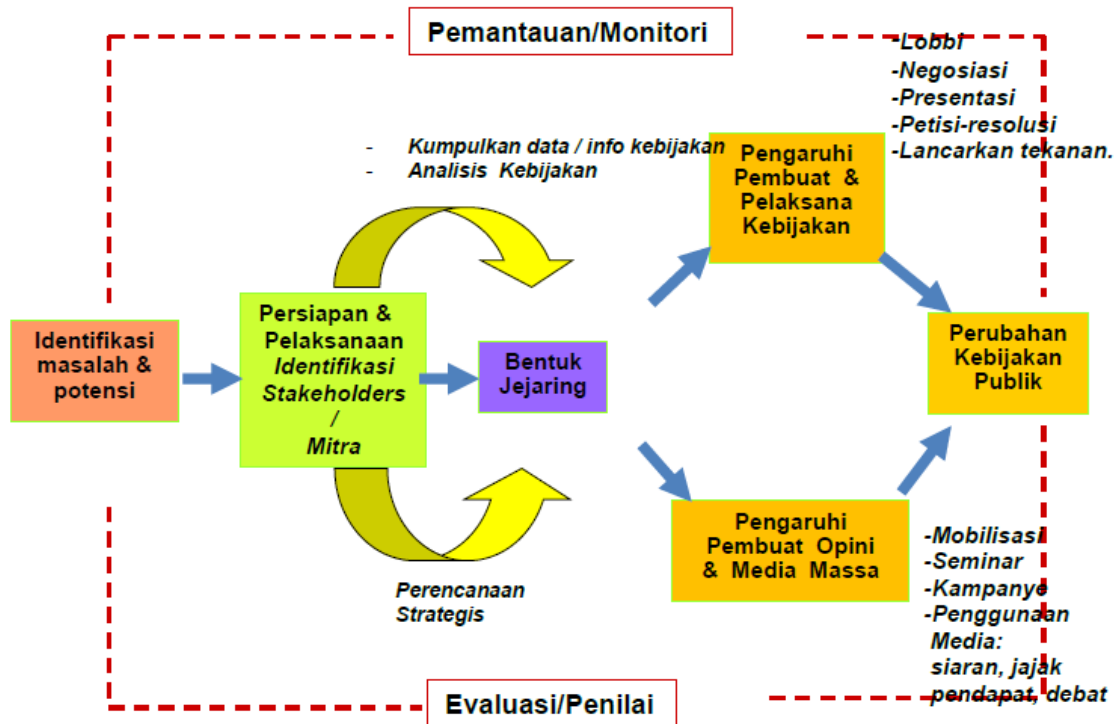 Pemantauan/Monitori
-Lobbi
-Negosiasi
-Presentasi
-Petisi-resolusi
-Lancarkan tekanan.
- Kumpulkan data / info kebijakan
- Analisis Kebijakan
Pengaruhi
Pembuat &
Pelaksana
Kebijakan
Identifikasi
masalah &
potensi
Persiapan &
Pelaksanaan
Identifikasi
Stakeholders
/
Mitra
Bentuk
Jejaring
Perubahan
Kebijakan
Publik
Pengaruhi
Pembuat Opini
& Media Massa
-Mobilisasi
-Seminar
-Kampanye
-Penggunaan
Media:
siaran, jajak
pendapat, debat
Perencanaan
Strategis
Evaluasi/Penilai